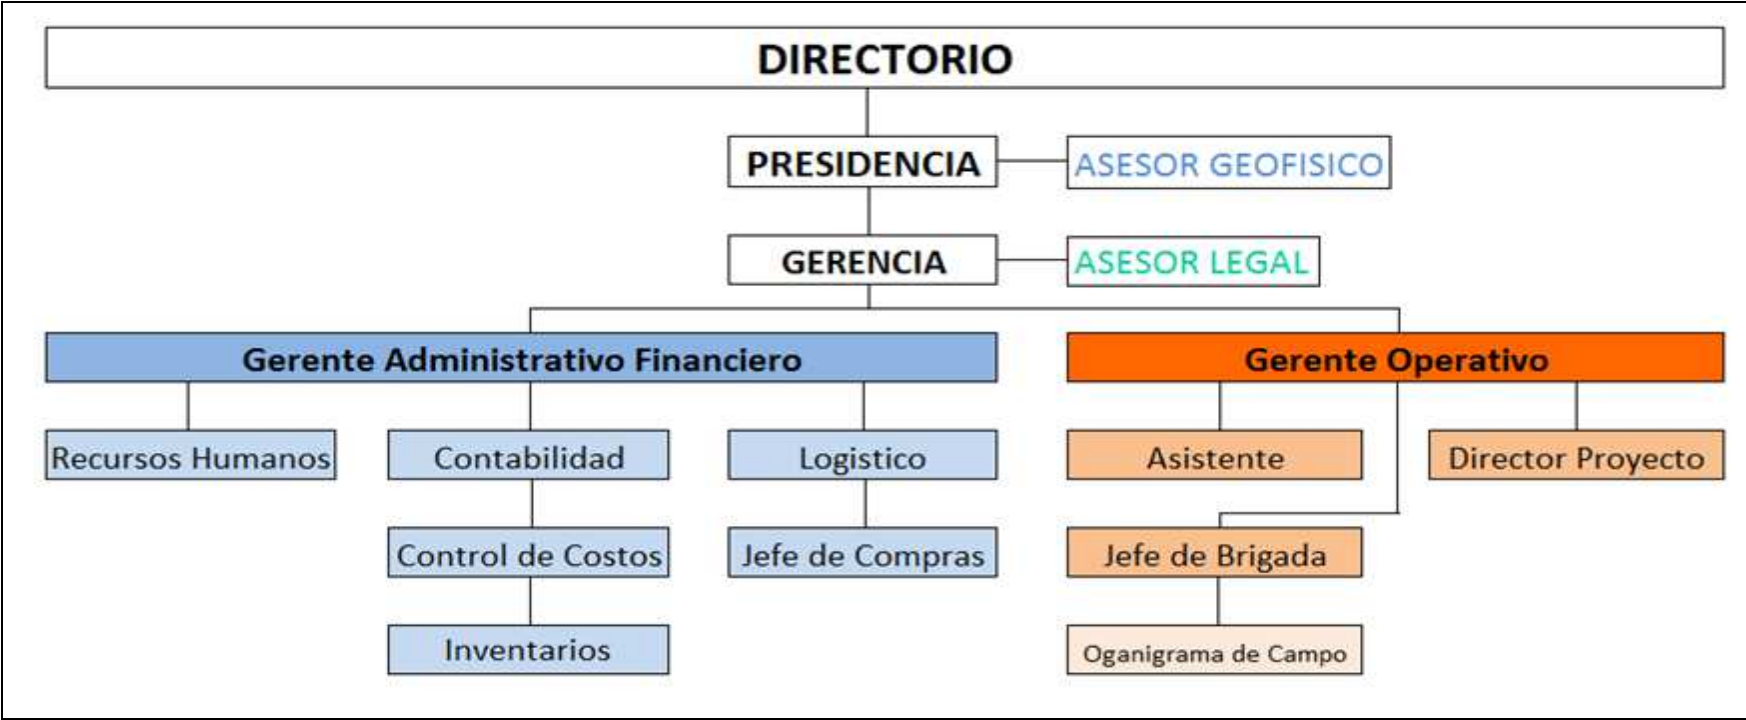 DIRECTORIO
PRESIDENCIA
ASESOR GEOFISICO
GERENCIA
ASESOR LEGAL
Gerente Administrativo Financiero
Gerente Operativo
Recursos Humanos
Contabilidad
Logistico
Asistente
Director Proyecto
Control de Costos
Jefe de Compras
Jefe de Brigada
Inventarios
Oganigrama de Campo